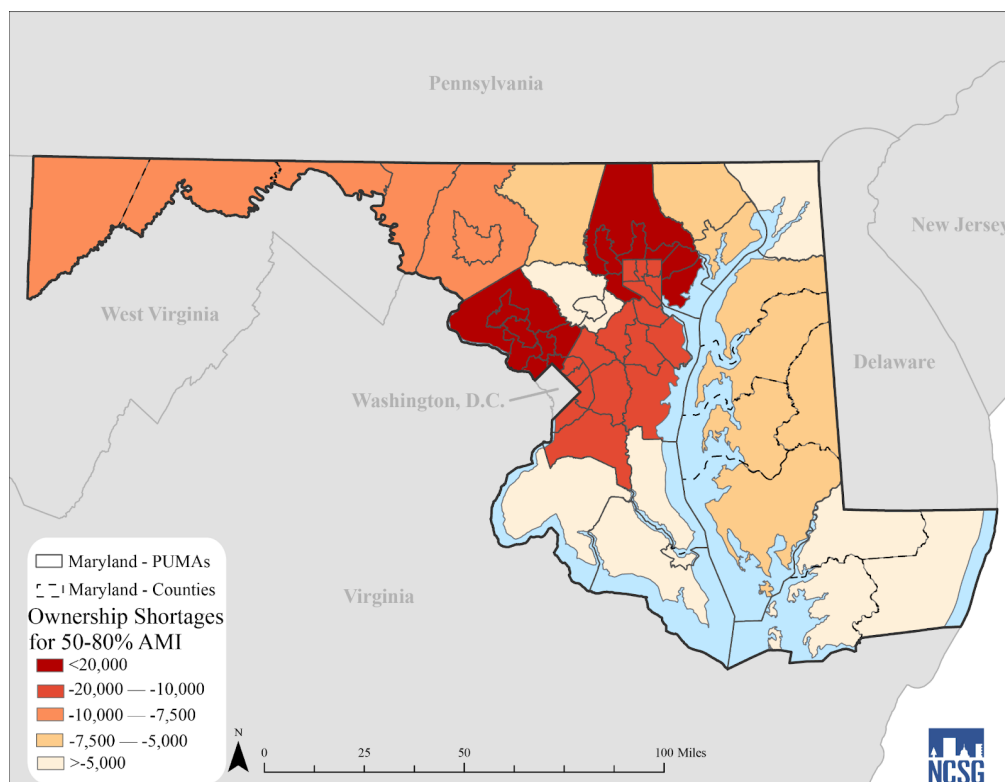 Pennsylvania
New Jersey
West Virginia
Delaware
Washington, D.C.
Virginia
Maryland - PUMAs
Maryland - Counties
Ownership Shortages
for 50-80% AMI
<20,000
-20,000 — -10,000
-10,000 — -7,500
-7,500 — -5,000
>-5,000
N
0 25 50 100 Miles
NCSG